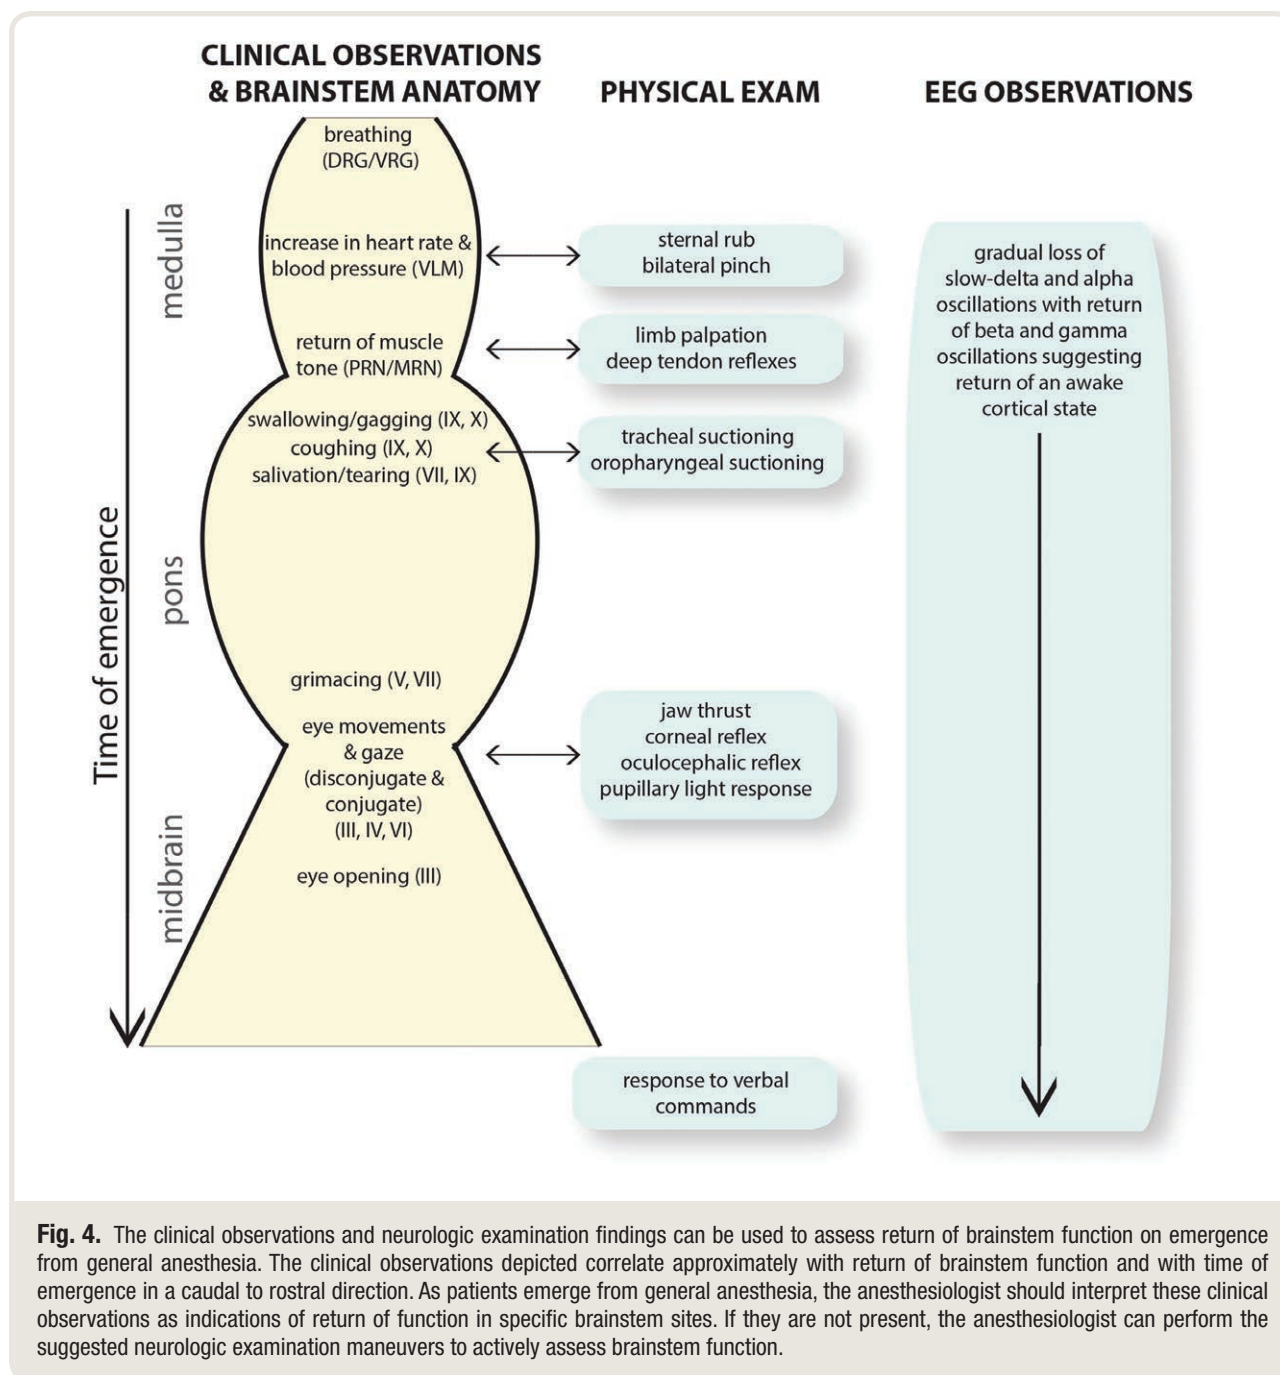 CLINICAL OBSERVATIONS
& BRAINSTEM ANATOMY
PHYSICAL EXAM
EEG OBSERVATIONS
Time of emergence
medulla
pons
midbrain
breathing
(DRG/VRG)
increase in heart rate &
blood pressure (VLM)
return of muscle
tone (PRN/MRN)
swallowing/gagging (IX, X)
coughing (IX, X)
salivation/tearing (VII, IX)
grimacing (V, VII)
eye movements
& gaze
(disconjugate &
conjugate)
(III, IV, VI)
eye opening (III)
sternal rub
bilateral pinch
limb palpation
deep tendon reflexes
tracheal suctioning
oropharyngeal suctioning
jaw thrust
corneal reflex
oculocephalic reflex
pupillary light response
response to verbal
commands
gradual loss of
slow-delta and alpha
oscillations with return
of beta and gamma
oscillations suggesting
return of an awake
cortical state
Fig. 4. The clinical observations and neurologic examination findings can be used to assess return of brainstem function on emergence
from general anesthesia. The clinical observations depicted correlate approximately with return of brainstem function and with time of
emergence in a caudal to rostral direction. As patients emerge from general anesthesia, the anesthesiologist should interpret these clinical
observations as indications of return of function in specific brainstem sites. If they are not present, the anesthesiologist can perform the
suggested neurologic examination maneuvers to actively assess brainstem function.